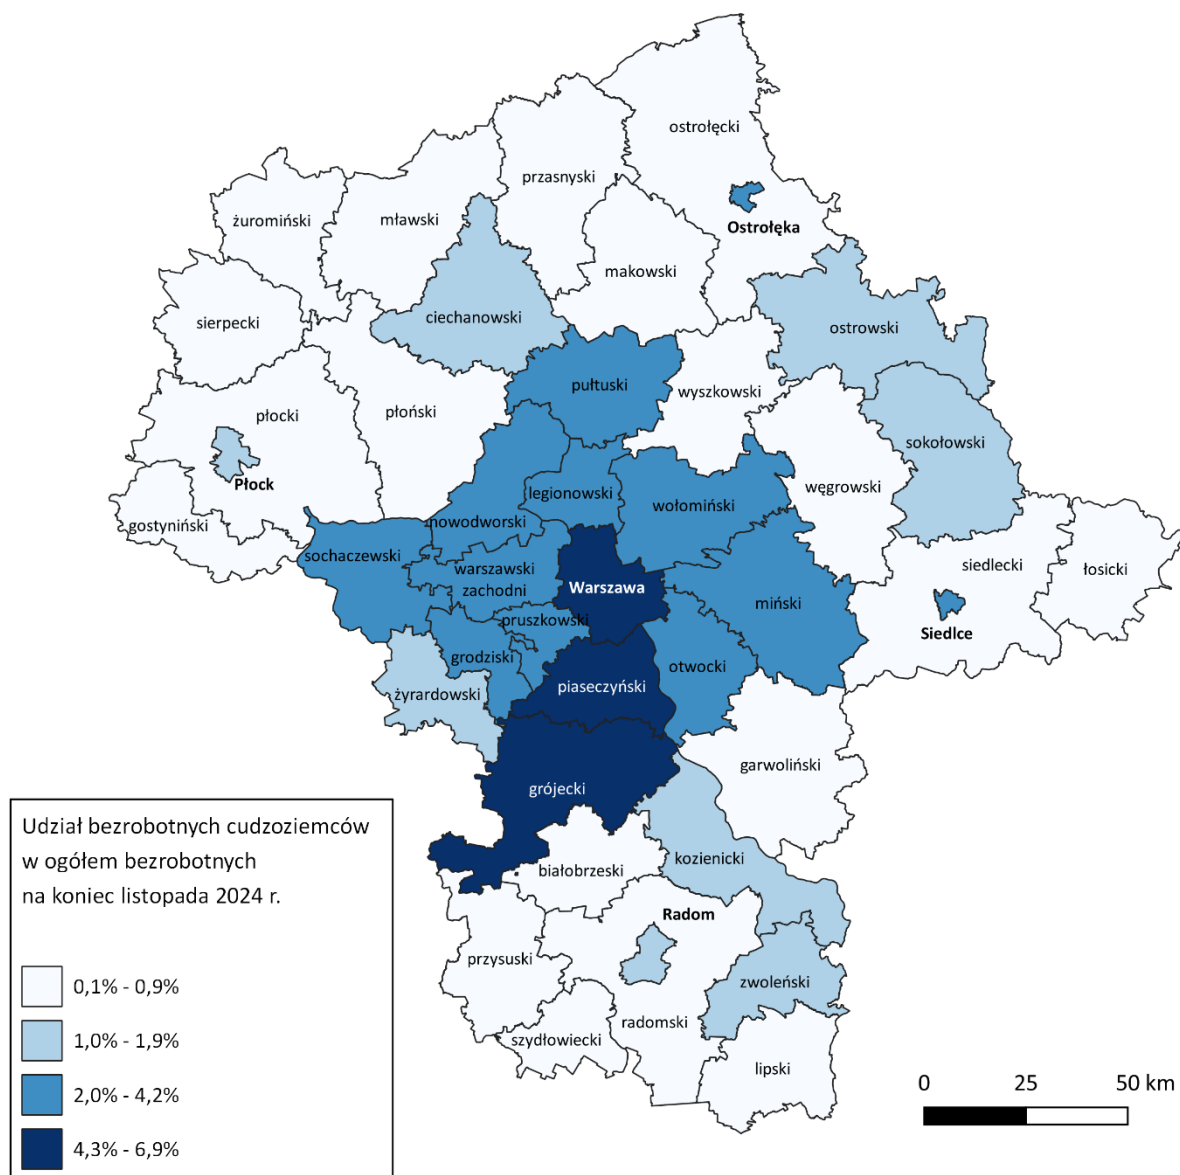 ostrołęcki
przasnyski
żuromiński
mławski
Ostrołęka
makowski
sierpecki
ciechanowski
ostrowski
pułtuski
wyszkowski
płocki
płoński
sokołowski
Płock
legionowski
wołomiński
węgrowski
gostyniński
nowodworski
sochaczewski
warszawski
zachodni
Warszawa
siedlecki
łosicki
miński
pruszkowski
Siedlce
grodziski
otwocki
żyrardowski
piaseczyński
garwoliński
grójecki
białobrzeski
kozienicki
Radom
przysuski
zwoleński
radomski
szydłowiecki
lipski
Udział bezrobotnych cudzoziemców
w ogółem bezrobotnych
na koniec listopada 2024 r.
0,1% - 0,9%
1,0% - 1,9%
2,0% - 4,2%
4,3% - 6,9%
0 25 50 km